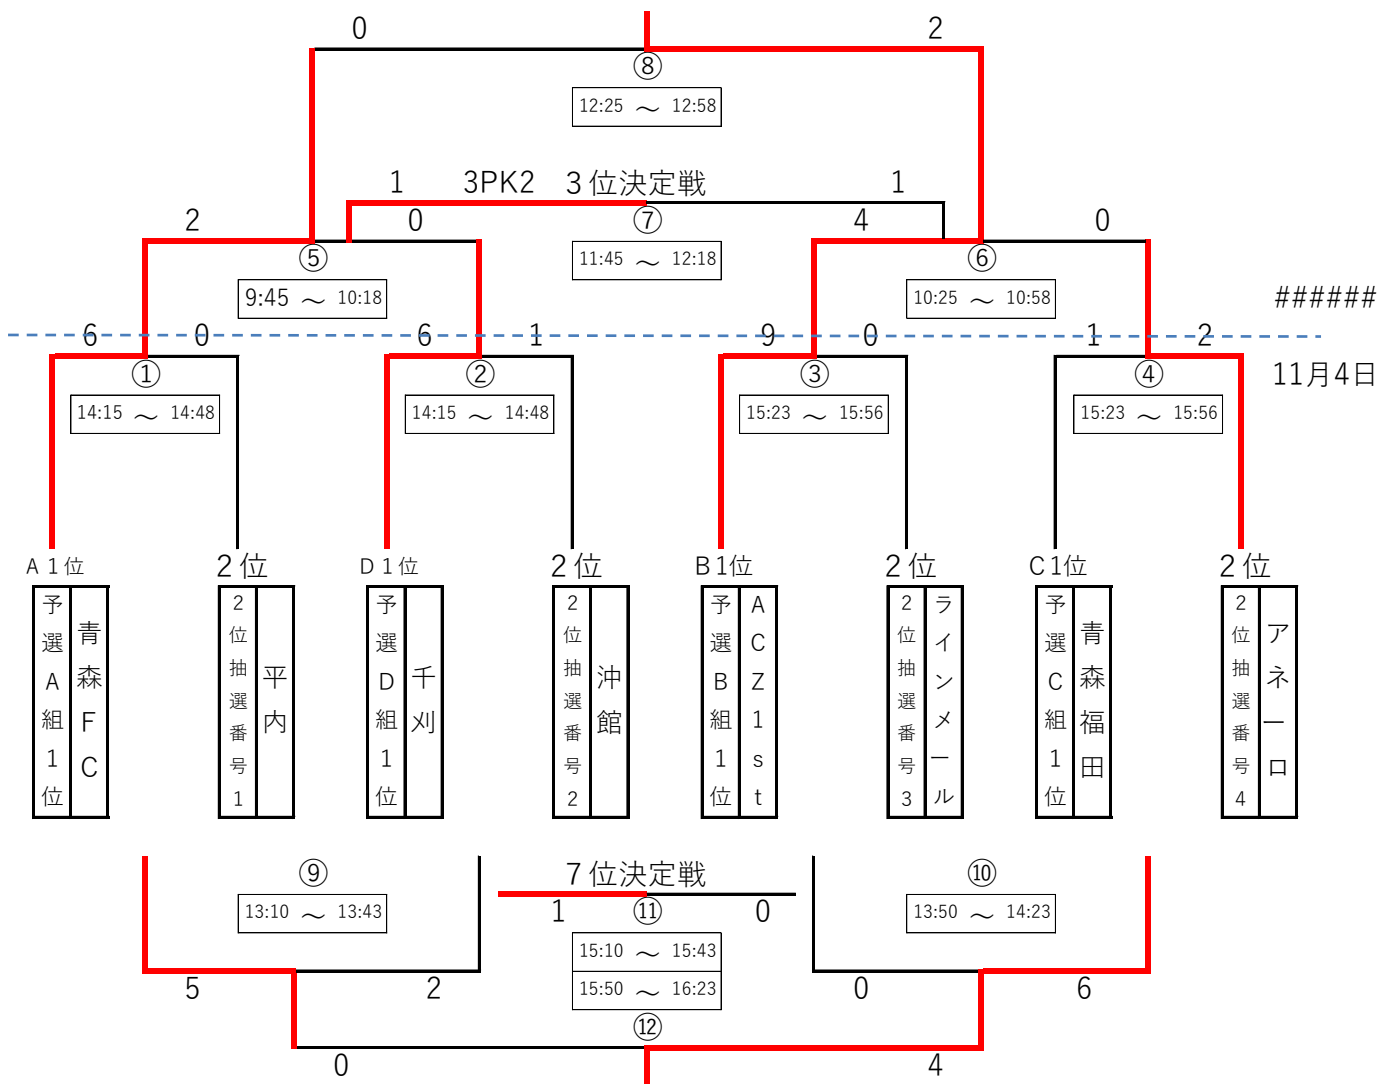 0 2
⑧
12:25 ～ 12:58
1 3PK2 ３位決定戦 1
2 0 ⑦ 4 0
⑤ 11:45 ～ 12:18 ⑥
9:45 ～ 10:18 10:25 ～ 10:58 ######
6 0 6 1 9 0 1 2
① ② ③ ④ 11月4日
14:15 ～ 14:48 14:15 ～ 14:48 15:23 ～ 15:56 15:23 ～ 15:56
A１位 ２位 D１位 ２位 B1位 ２位 C1位 ２位
予選A組1位 青森FC
2位抽選番号1 平内
予選D組1位 千刈
2位抽選番号2 沖館
予選B組1位 ACZ1st
2位抽選番号3 ラインメール
予選C組1位 青森福田
2位抽選番号4 アネーロ
⑨ ７位決定戦 ⑩
13:10 ～ 13:43 1 ⑪ 0 13:50 ～ 14:23
15:10 ～ 15:43
5 2 15:50 ～ 16:23 0 6
⑫
0 4